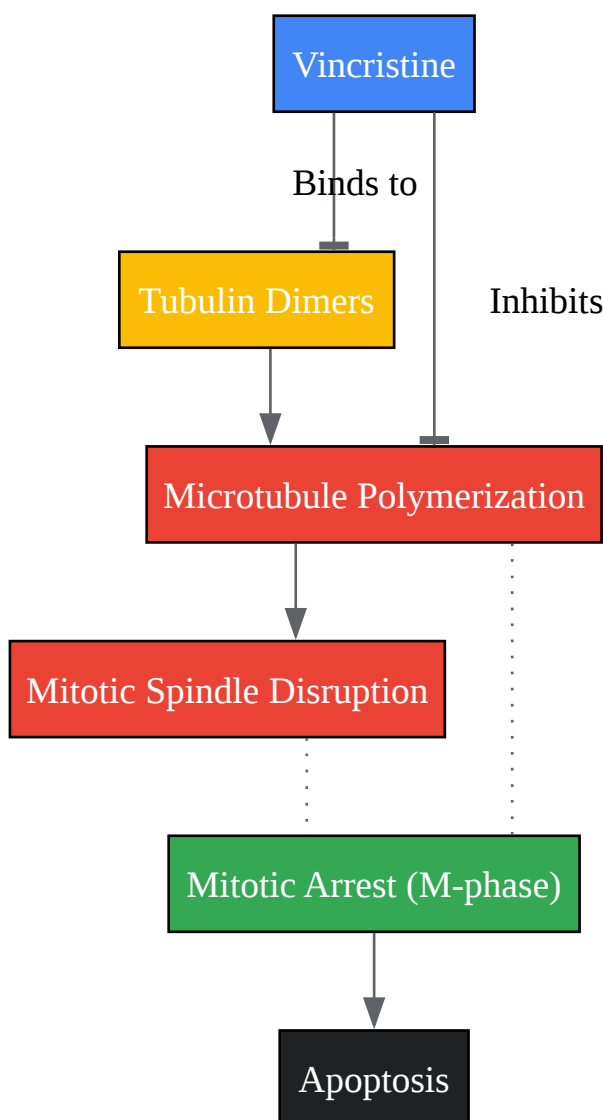 Vincristine
Binds to
Tubulin Dimers
Inhibits
Microtubule Polymerization
Mitotic Spindle Disruption
Mitotic Arrest (M-phase)
Apoptosis